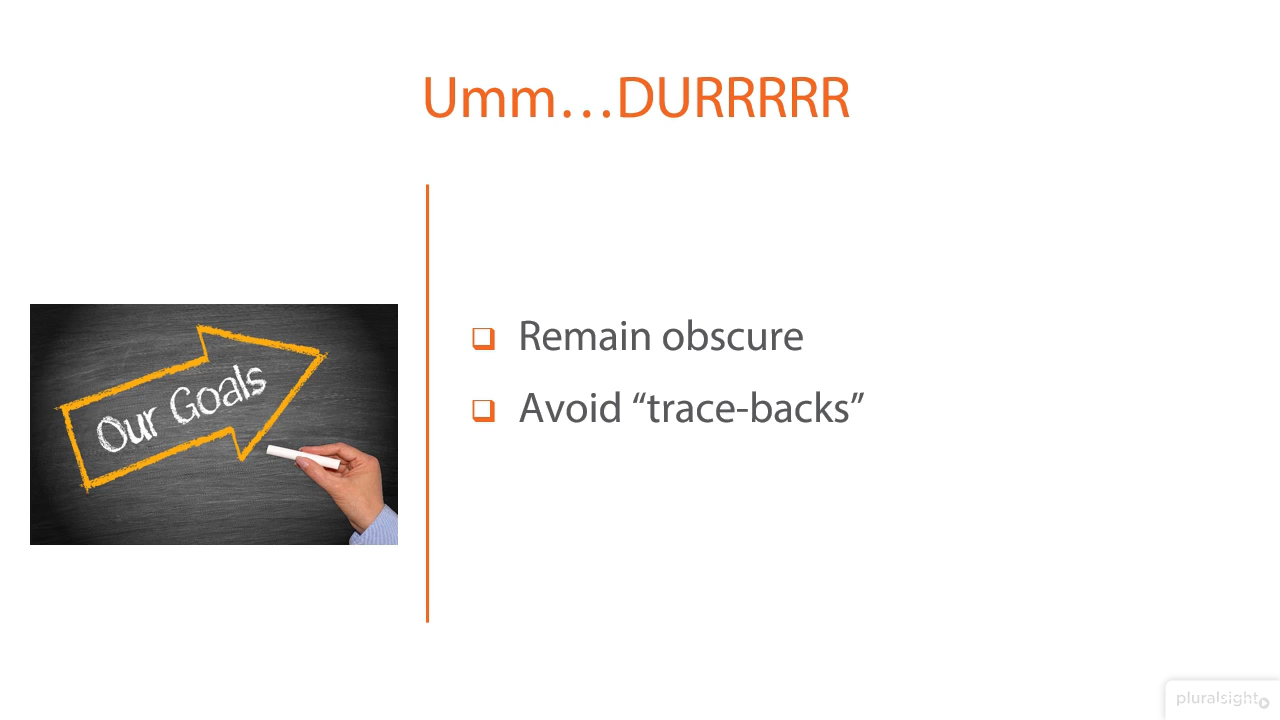 Umm…DURRRRR
Our Goals
Remain obscure
Avoid “trace-backs”
pluralsight